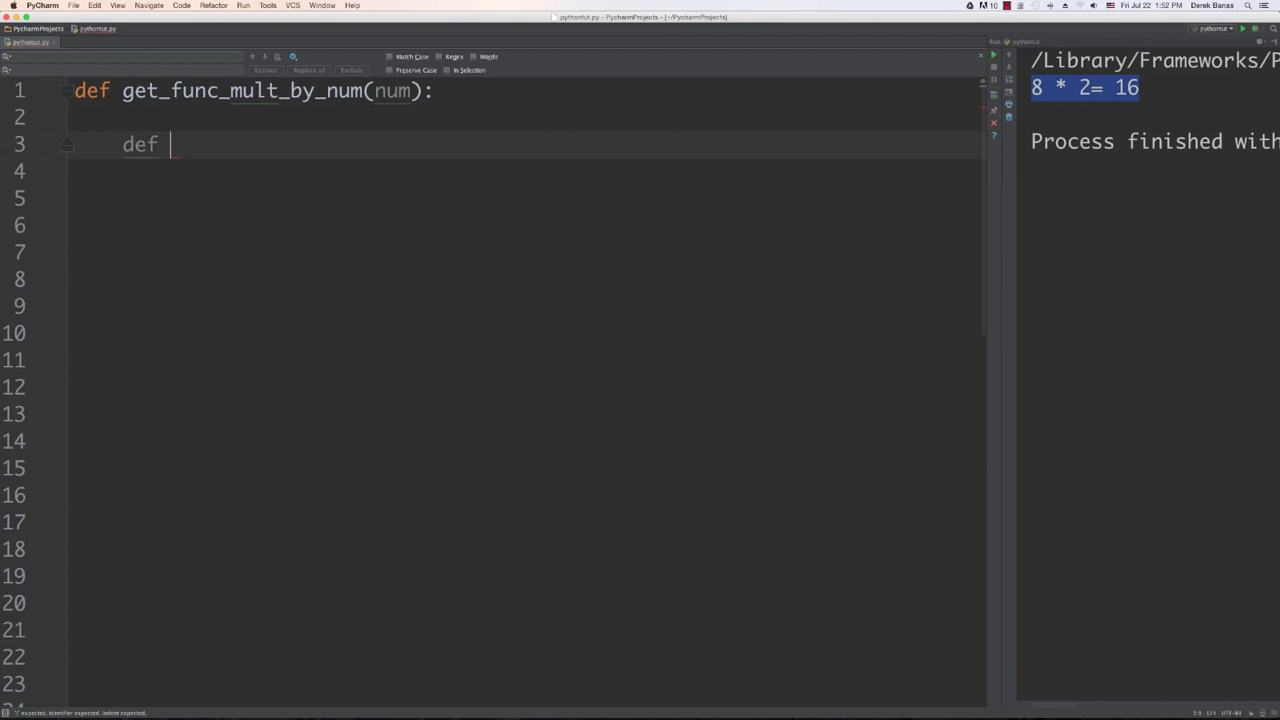 PyCharm File Edit View Navigate Code Refactor Run Tools VCS Window Help 10 Fri Jul 22 1:52 PM Derek Banas
pythontut.py - PycharmProjects - [~/PycharmProjects]
PycharmProjects pythontut.py pythontut
pythontut.py Run pythontut
Match Case Regex Words
Replace Replace all Exclude Preserve Case In Selection
1 def get_func_mult_by_num(num):
2
3 def
4
5
6
7
8
9
10
11
12
13
14
15
16
17
18
19
20
21
22
23
/Library/Frameworks/P
8 * 2= 16
Process finished with
'(' expected. Identifier expected. Indent expected. 3:9 LF÷ UTF-8÷